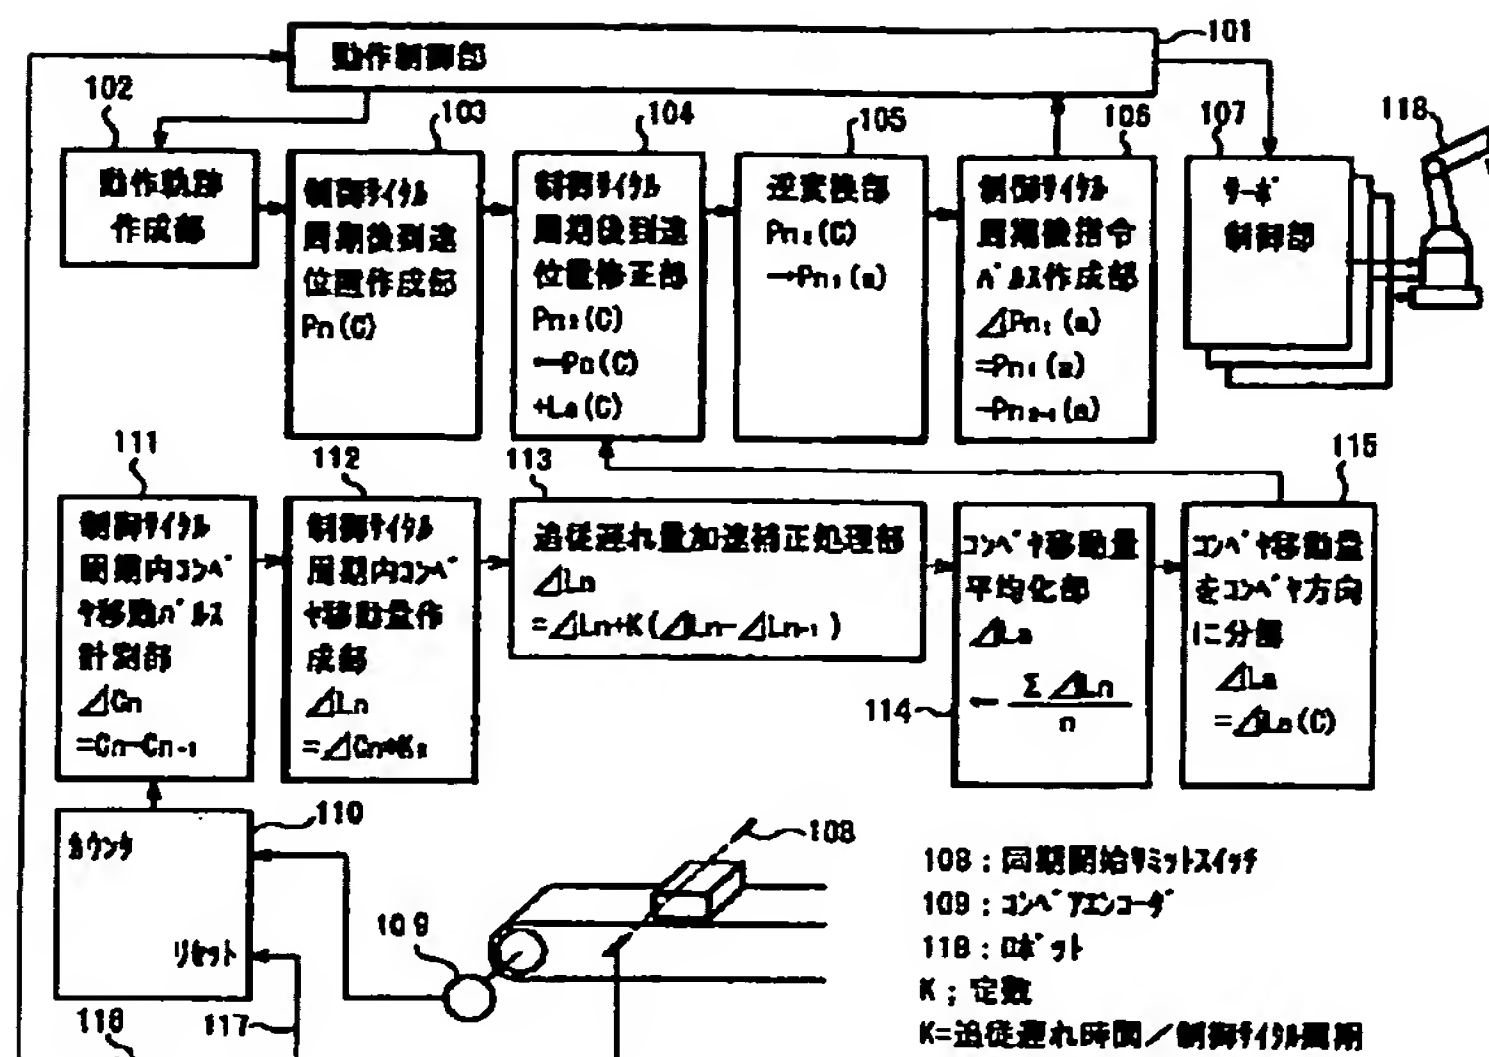 101
動作制御部
102
動作軌跡
作成部
103
制御ｻｲｸﾙ
周期後到達
位置作成部
Pn(C)
104
制御ｻｲｸﾙ
周期後到達
位置修正部
Pn₂(C)
←Pn(C)
+La(C)
105
逆変換部
Pn₂(C)
→Pn₁(a)
106
制御ｻｲｸﾙ
周期後指令
ﾊﾟﾙｽ作成部
⊿Pn₁(a)
=Pn₁(a)
107
ｻｰﾎﾞ
制御部
118
111
制御ｻｲｸﾙ
周期内ｺﾝﾍﾞ
ﾔ移動ﾊﾟﾙｽ
計測部
⊿Cn
=Cn-Cn-1
112
制御ｻｲｸﾙ
周期内ｺﾝﾍﾞ
ﾔ移動量作
成部
⊿Ln
113
追従遅れ量加速補正処理部
⊿Ln
=⊿Ln+K(⊿Ln-⊿Ln-1)
114
ｺﾝﾍﾞﾔ移動量
平均化部
⊿La
← Σ⊿Ln
n
115
ｺﾝﾍﾞﾔ移動量
をｺﾝﾍﾞﾔ方向
に分解
⊿La
110
ｶｳﾝﾀ
ﾘｾｯﾄ
108
109
116
117
108:同期開始ﾘﾐｯﾄｽｲｯﾁ
109:ｺﾝﾍﾞｱｴﾝｺｰﾀﾞ
118:ﾛﾎﾞｯﾄ
K;定数
K=追従遅れ時間／制御ｻｲｸﾙ周期